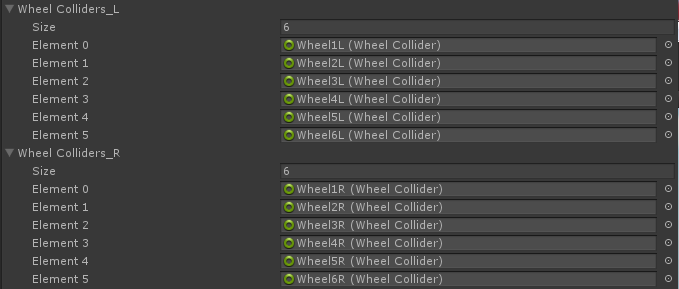 Wheel Colliders_L
Size 6
Element 0 Wheel1L (Wheel Collider)
Element 1 Wheel2L (Wheel Collider)
Element 2 Wheel3L (Wheel Collider)
Element 3 Wheel4L (Wheel Collider)
Element 4 Wheel5L (Wheel Collider)
Element 5 Wheel6L (Wheel Collider)
Wheel Colliders_R
Size 6
Element 0 Wheel1R (Wheel Collider)
Element 1 Wheel2R (Wheel Collider)
Element 2 Wheel3R (Wheel Collider)
Element 3 Wheel4R (Wheel Collider)
Element 4 Wheel5R (Wheel Collider)
Element 5 Wheel6R (Wheel Collider)